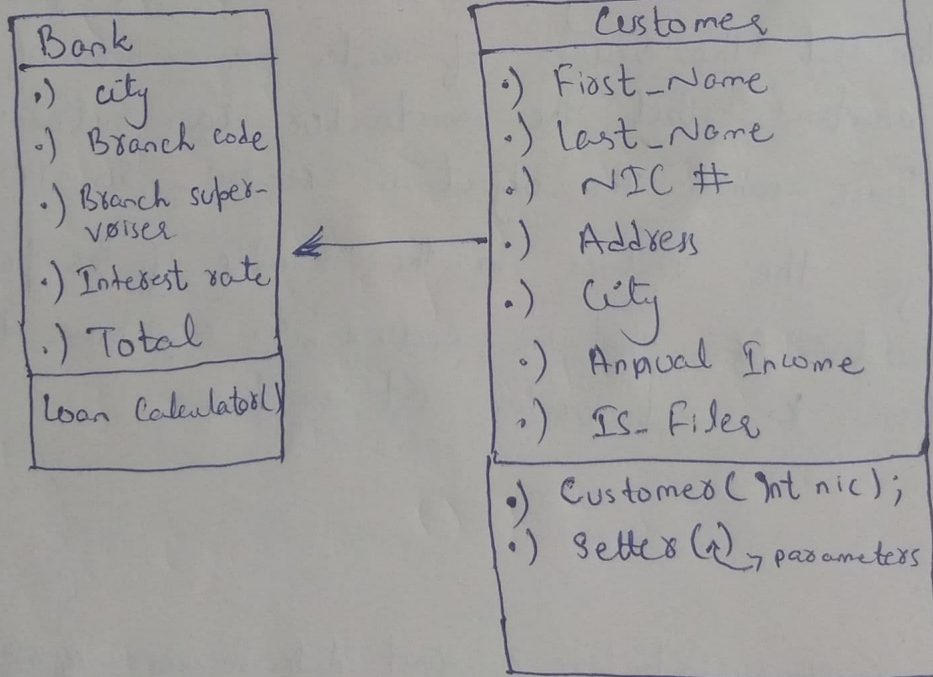 Bank
.) City
.) Branch code
.) Branch super-
voiser
.) Interest rate
.) Total
Loan Calculator()
Customer
.) First_Name
.) Last_Name
.) NIC #
.) Address
.) City
.) Annual Income
.) IS_Filer
.) Customer(Int nic);
.) Setter( ) parameters